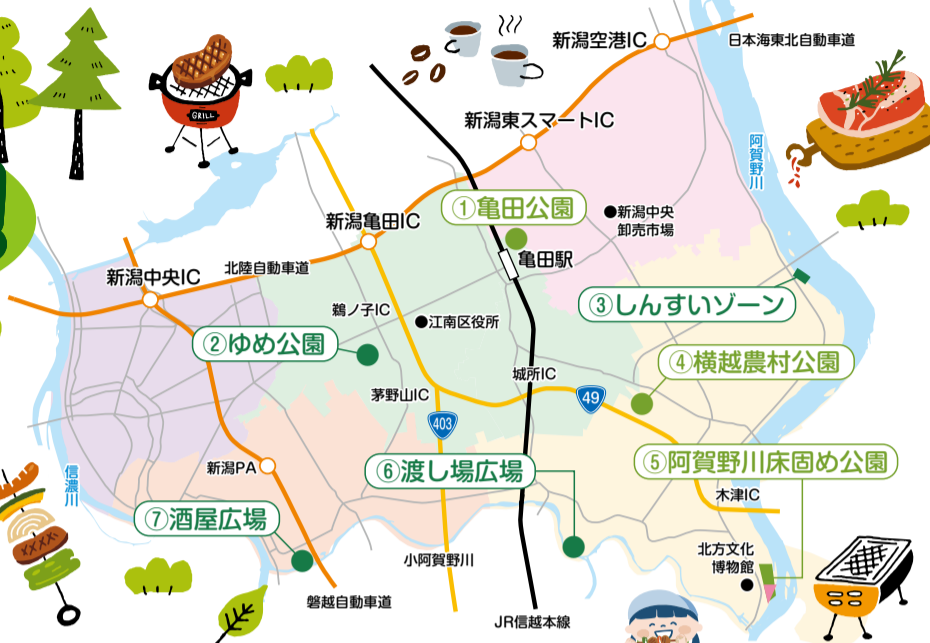 新潟空港IC
日本海東北自動車道
GRILL
新潟東スマートIC
阿賀野川
①亀田公園
新潟中央
卸売市場
新潟亀田IC
亀田駅
北陸自動車道
新潟中央IC
③しんすいゾーン
鵜ノ子IC
江南区役所
②ゆめ公園
④横越農村公園
城所IC
茅野山IC
49
403
⑤阿賀野川床固め公園
新潟PA
⑥渡し場広場
信濃川
木津IC
⑦酒屋広場
北方文化
博物館
小阿賀野川
磐越自動車道
JR信越本線